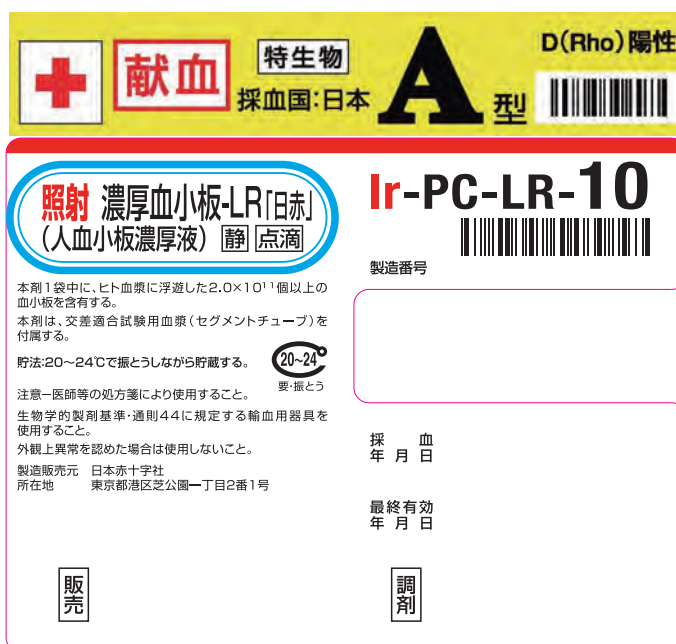 献血
特生物
採血国:日本
A型
D(Rho)陽性
照射 濃厚血小板-LR「日赤」
(人血小板濃厚液) 静 点滴
本剤1袋中に、ヒト血漿に浮遊した2.0×10¹¹個以上の
血小板を含有する。
本剤は、交差適合試験用血漿(セグメントチューブ)を
付属する。
貯法:20〜24℃で振とうしながら貯蔵する。
20~24°
要・振とう
注意−医師等の処方箋により使用すること。
生物学的製剤基準・通則44に規定する輸血用器具を
使用すること。
外観上異常を認めた場合は使用しないこと。
製造販売元 日本赤十字社
所在地 東京都港区芝公園一丁目2番1号
販売
Ir-PC-LR-10
製造番号
採血
年月日
最終有効
年月日
調剤